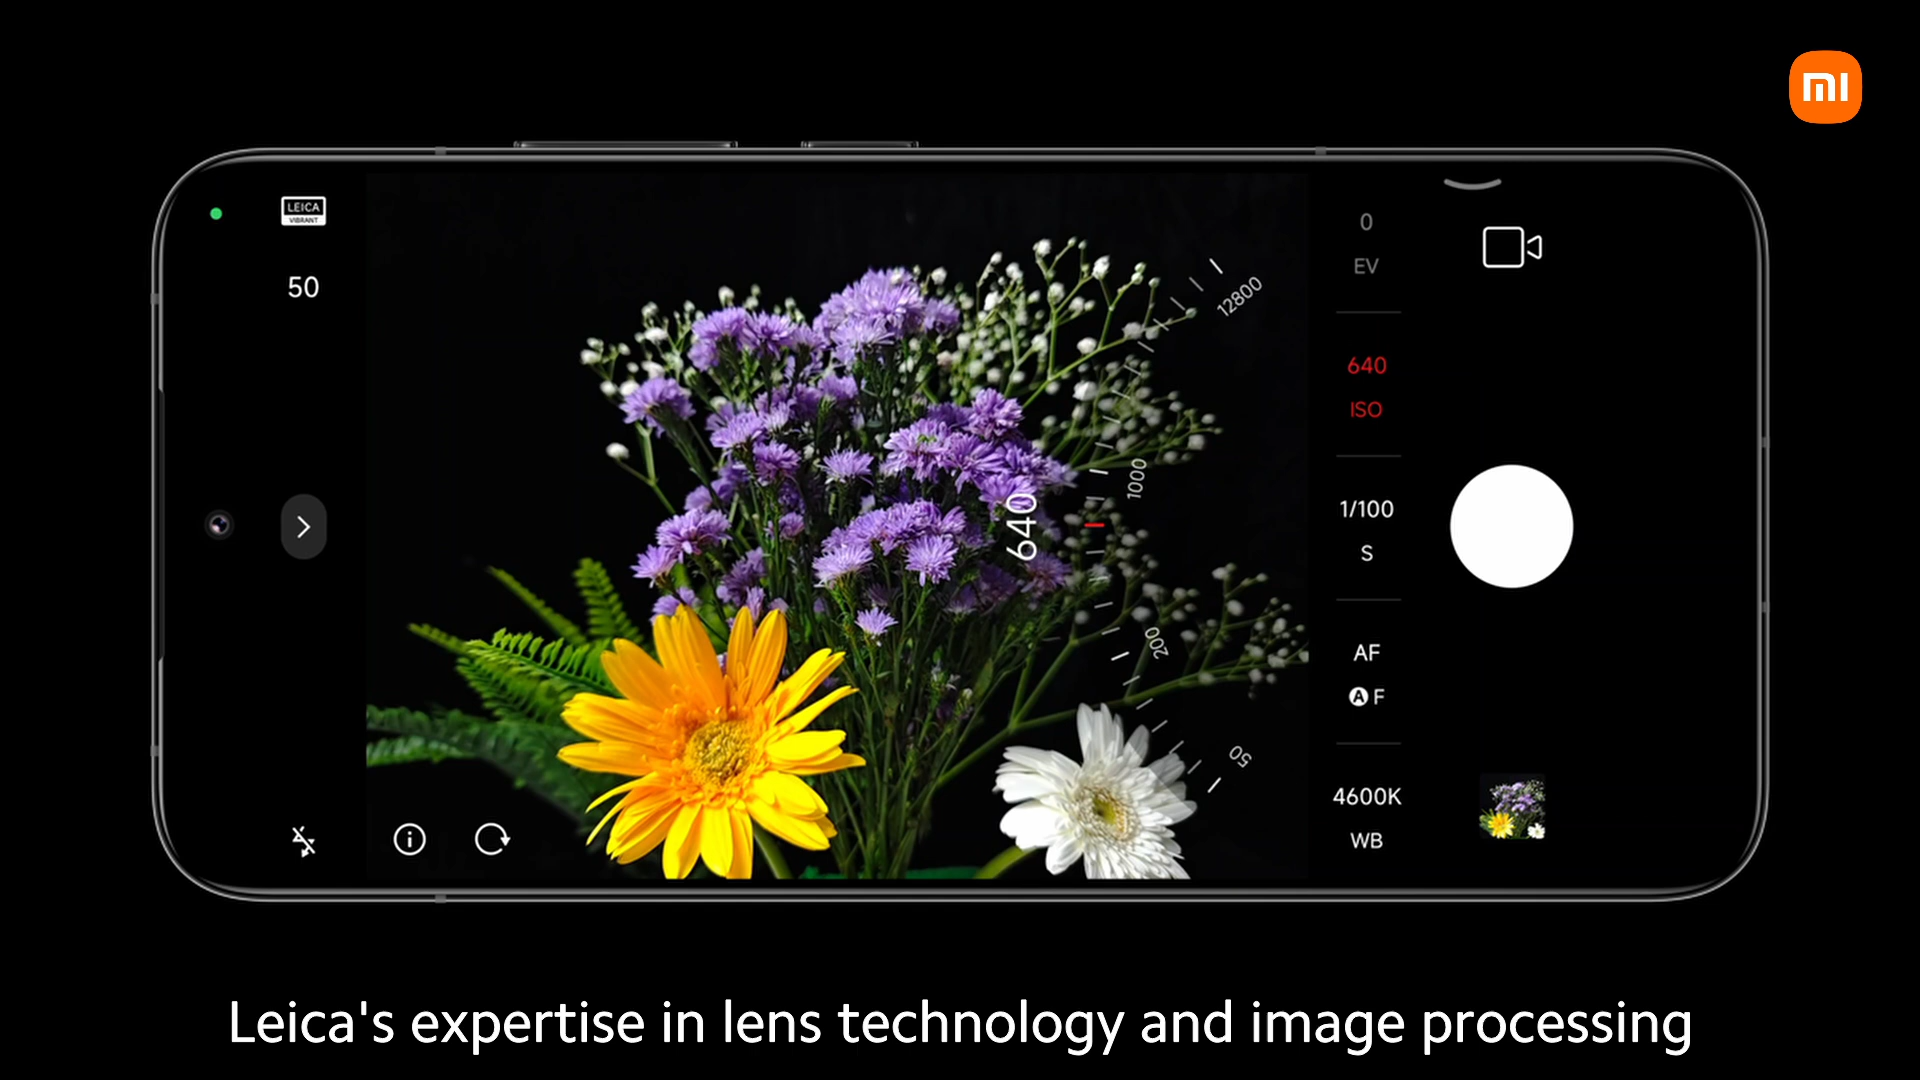 mi
LEICA
VIBRANT
50
12800
1000
640
200
50
0
EV
640
ISO
1/100
S
AF
A F
4600K
WB
Leica's expertise in lens technology and image processing